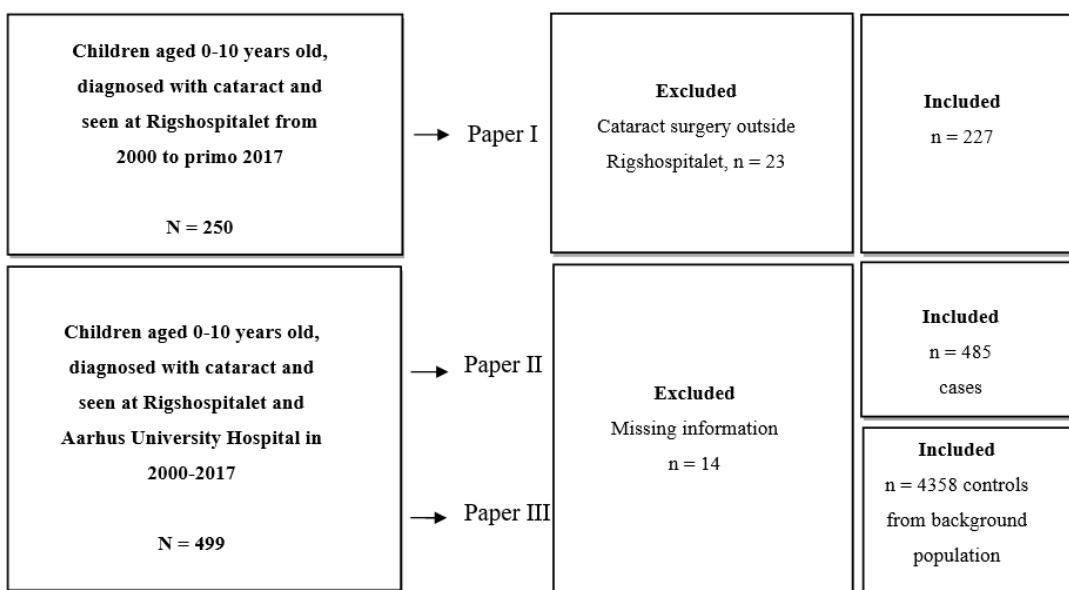 Children aged 0-10 years old,
diagnosed with cataract and
seen at Rigshospitalet from
2000 to primo 2017
N = 250
Paper I
Excluded
Cataract surgery outside
Rigshospitalet, n = 23
Included
n = 227
Children aged 0-10 years old,
diagnosed with cataract and
seen at Rigshospitalet and
Aarhus University Hospital in
2000-2017
N = 499
Paper II
Paper III
Excluded
Missing information
n = 14
Included
n = 485
cases
Included
n = 4358 controls
from background
population